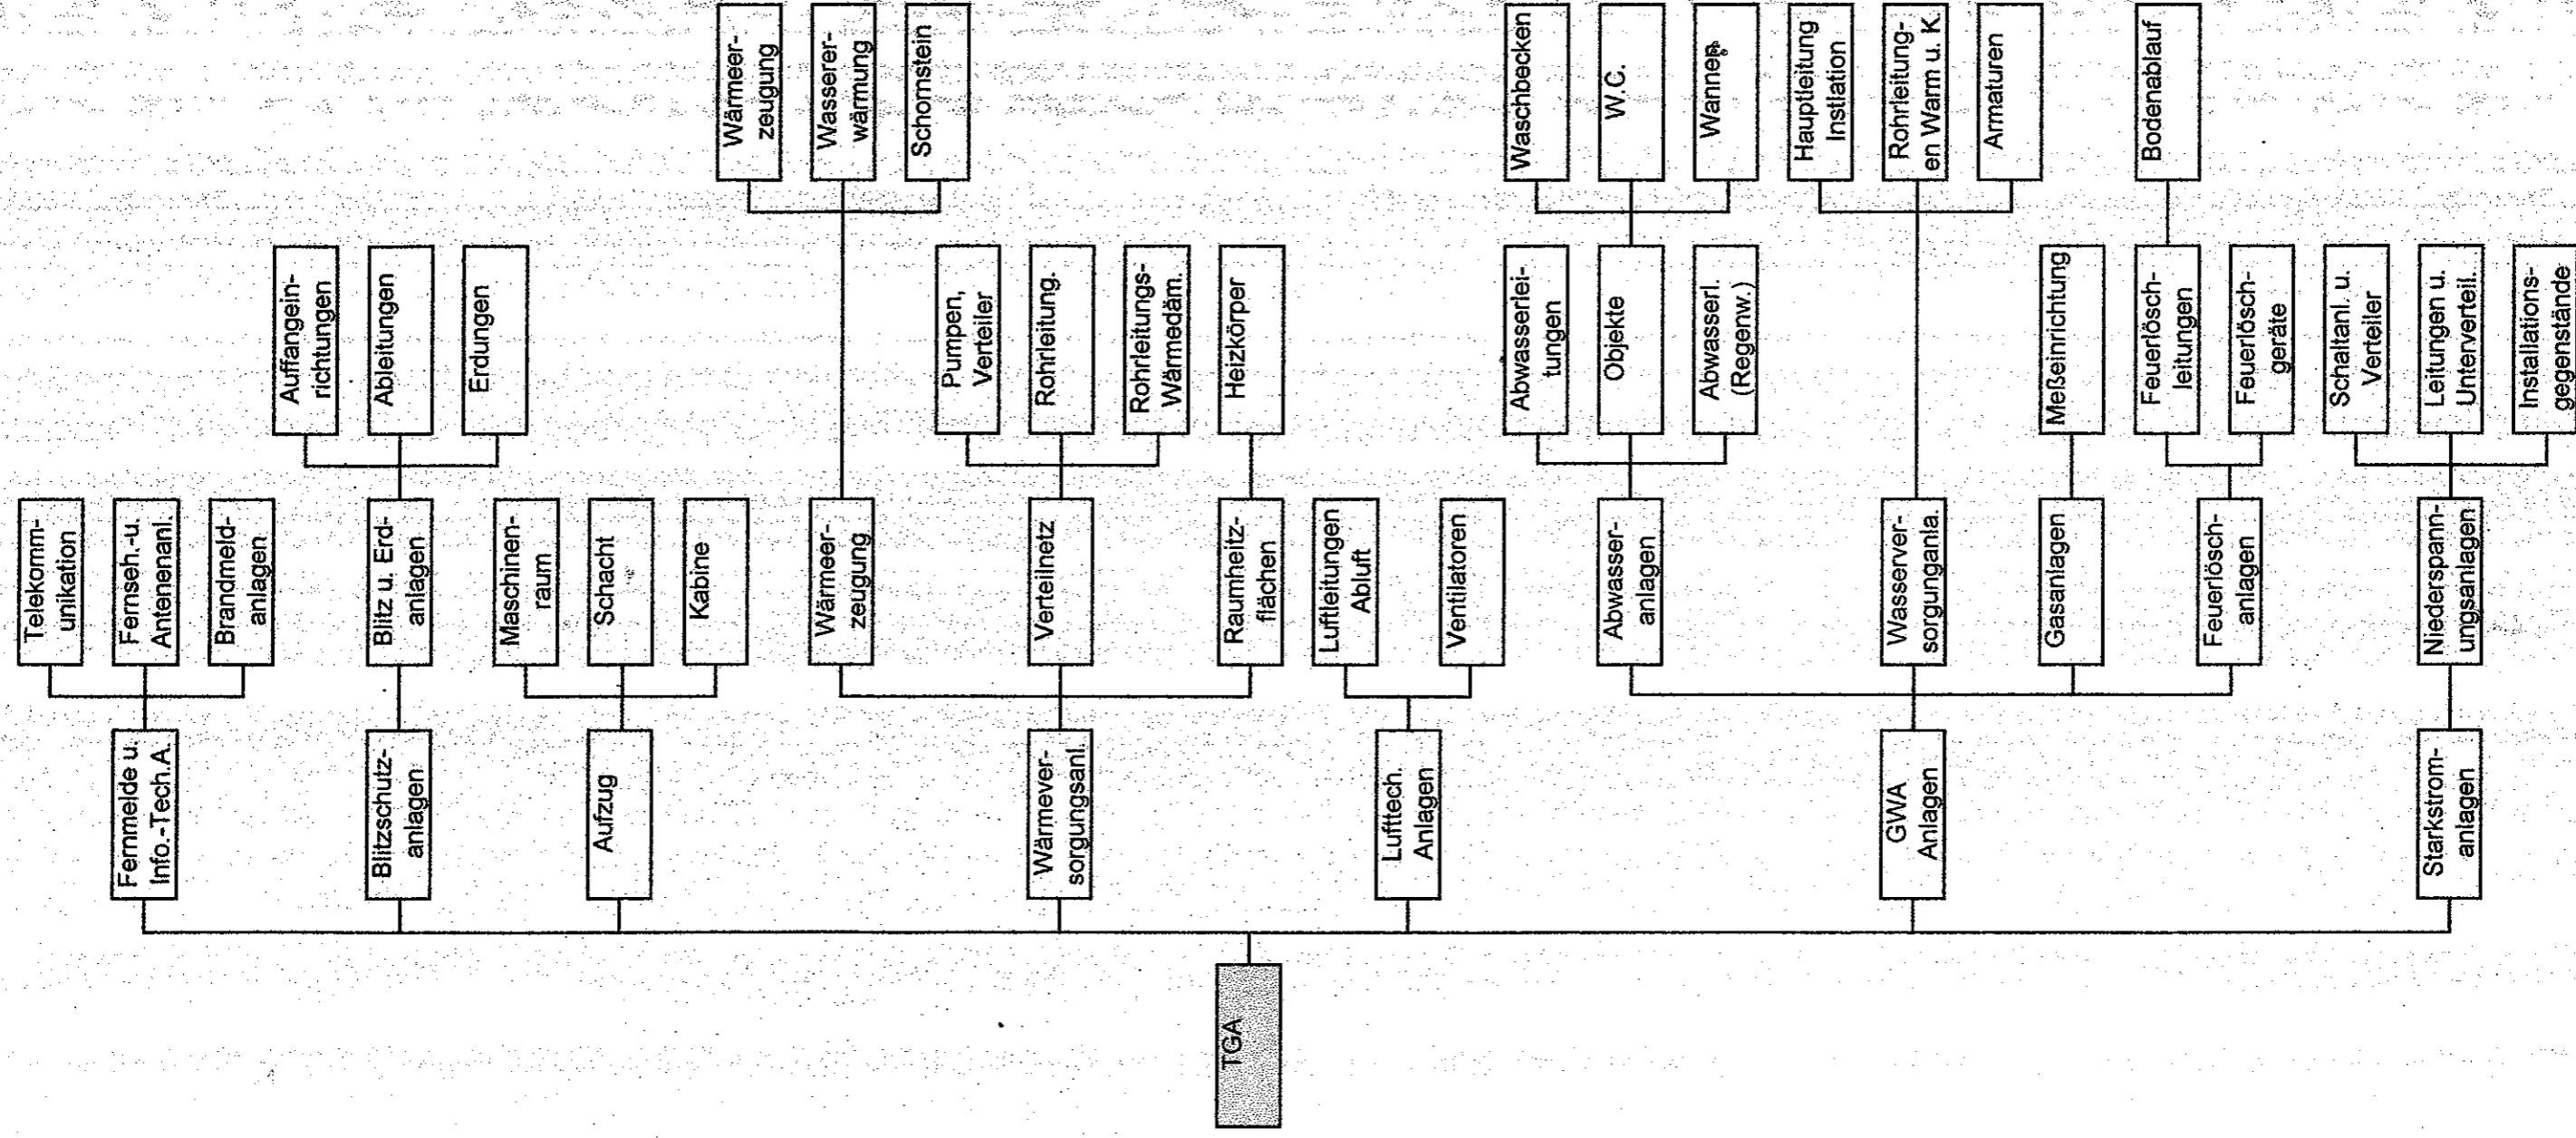 TGA
Fernmelde u.
Info.-Tech.A.
Telekomm-
unikation
Fernseh.-u.
Antenenanl.
Brandmeld-
anlagen
Blitzschutz-
anlagen
Blitz u. Erd-
anlagen
Auffangein-
richtungen
Ableitungen
Erdungen
Aufzug
Maschinen-
raum
Schacht
Kabine
Wärmever-
sorgungsanl.
Wärmeer-
zeugung
Wärmeer-
zeugung
Wasserer-
wärmung
Schornstein
Verteilnetz
Pumpen,
Verteiler
Rohrleitung.
Rohrleitungs-
Wärmedäm.
Raumheitz-
flächen
Heizkörper
Lufttech.
Anlagen
Luftleitungen
Abluft
Ventilatoren
GWA
Anlagen
Abwasser-
anlagen
Abwasserlei-
tungen
Objekte
Waschbecken
W.C.
Wannen
Abwasserl.
(Regenw.)
Wasserver-
sorgunganla.
Hauptleitung
Instlation
Rohrleitung-
en Warm u. K.
Armaturen
Gasanlagen
Meßeinrichtung
Feuerlösch-
anlagen
Feuerlösch-
leitungen
Bodenablauf
Feuerlösch-
geräte
Starkstrom-
anlagen
Niederspann-
ungsanlagen
Schaltanl. u.
Verteiler
Leitungen u.
Unterverteil.
Installations-
gegenstände